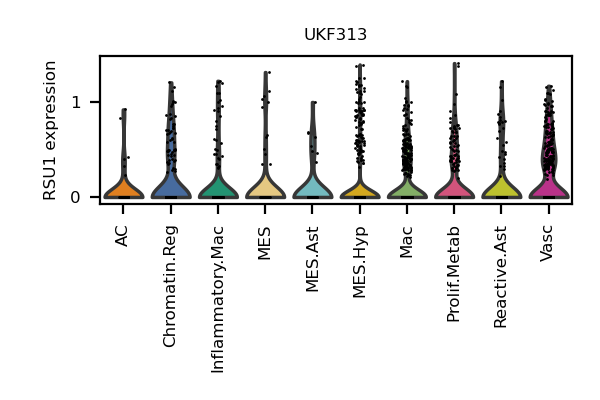 UKF313
RSU1 expression
1
0
AC
Chromatin.Reg
Inflammatory.Mac
MES
MES.Ast
MES.Hyp
Mac
Prolif.Metab
Reactive.Ast
Vasc